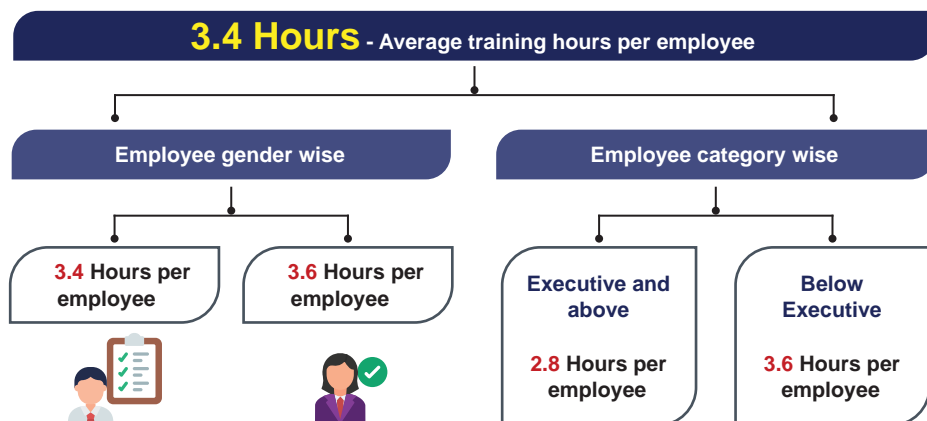 3.4 Hours - Average training hours per employee
Employee gender wise
Employee category wise
3.4 Hours per
employee
3.6 Hours per
employee
Executive and
above
2.8 Hours per
employee
Below
Executive
3.6 Hours per
employee